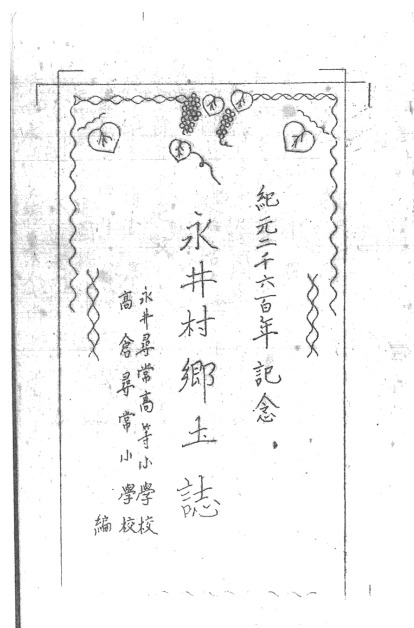 紀元二千六百年記念
永井村郷土誌
永井尋常高等小學校
高倉尋常小學校
編